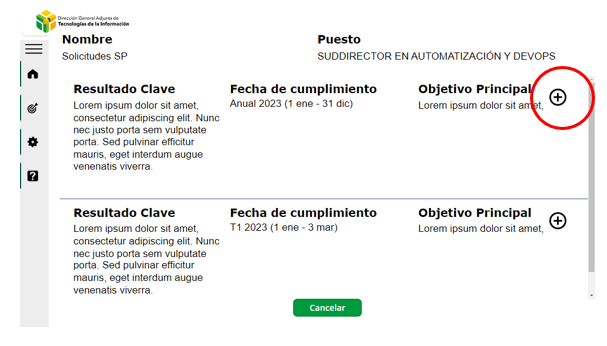 Dirección General Adjunta de
Tecnologías de la Información
Nombre
Puesto
Solicitudes SP
SUDDIRECTOR EN AUTOMATIZACIÓN Y DEVOPS
Resultado Clave
Fecha de cumplimiento
Objetivo Principal
Lorem ipsum dolor sit amet,
consectetur adipiscing elit. Nunc
nec justo porta sem vulputate
porta. Sed pulvinar efficitur
mauris, eget interdum augue
venenatis viverra.
Anual 2023 (1 ene - 31 dic)
Lorem ipsum dolor sit amet,
Resultado Clave
Fecha de cumplimiento
Objetivo Principal
Lorem ipsum dolor sit amet,
consectetur adipiscing elit. Nunc
nec justo porta sem vulputate
porta. Sed pulvinar efficitur
mauris, eget interdum augue
venenatis viverra.
T1 2023 (1 ene - 3 mar)
Lorem ipsum dolor sit amet,
Cancelar